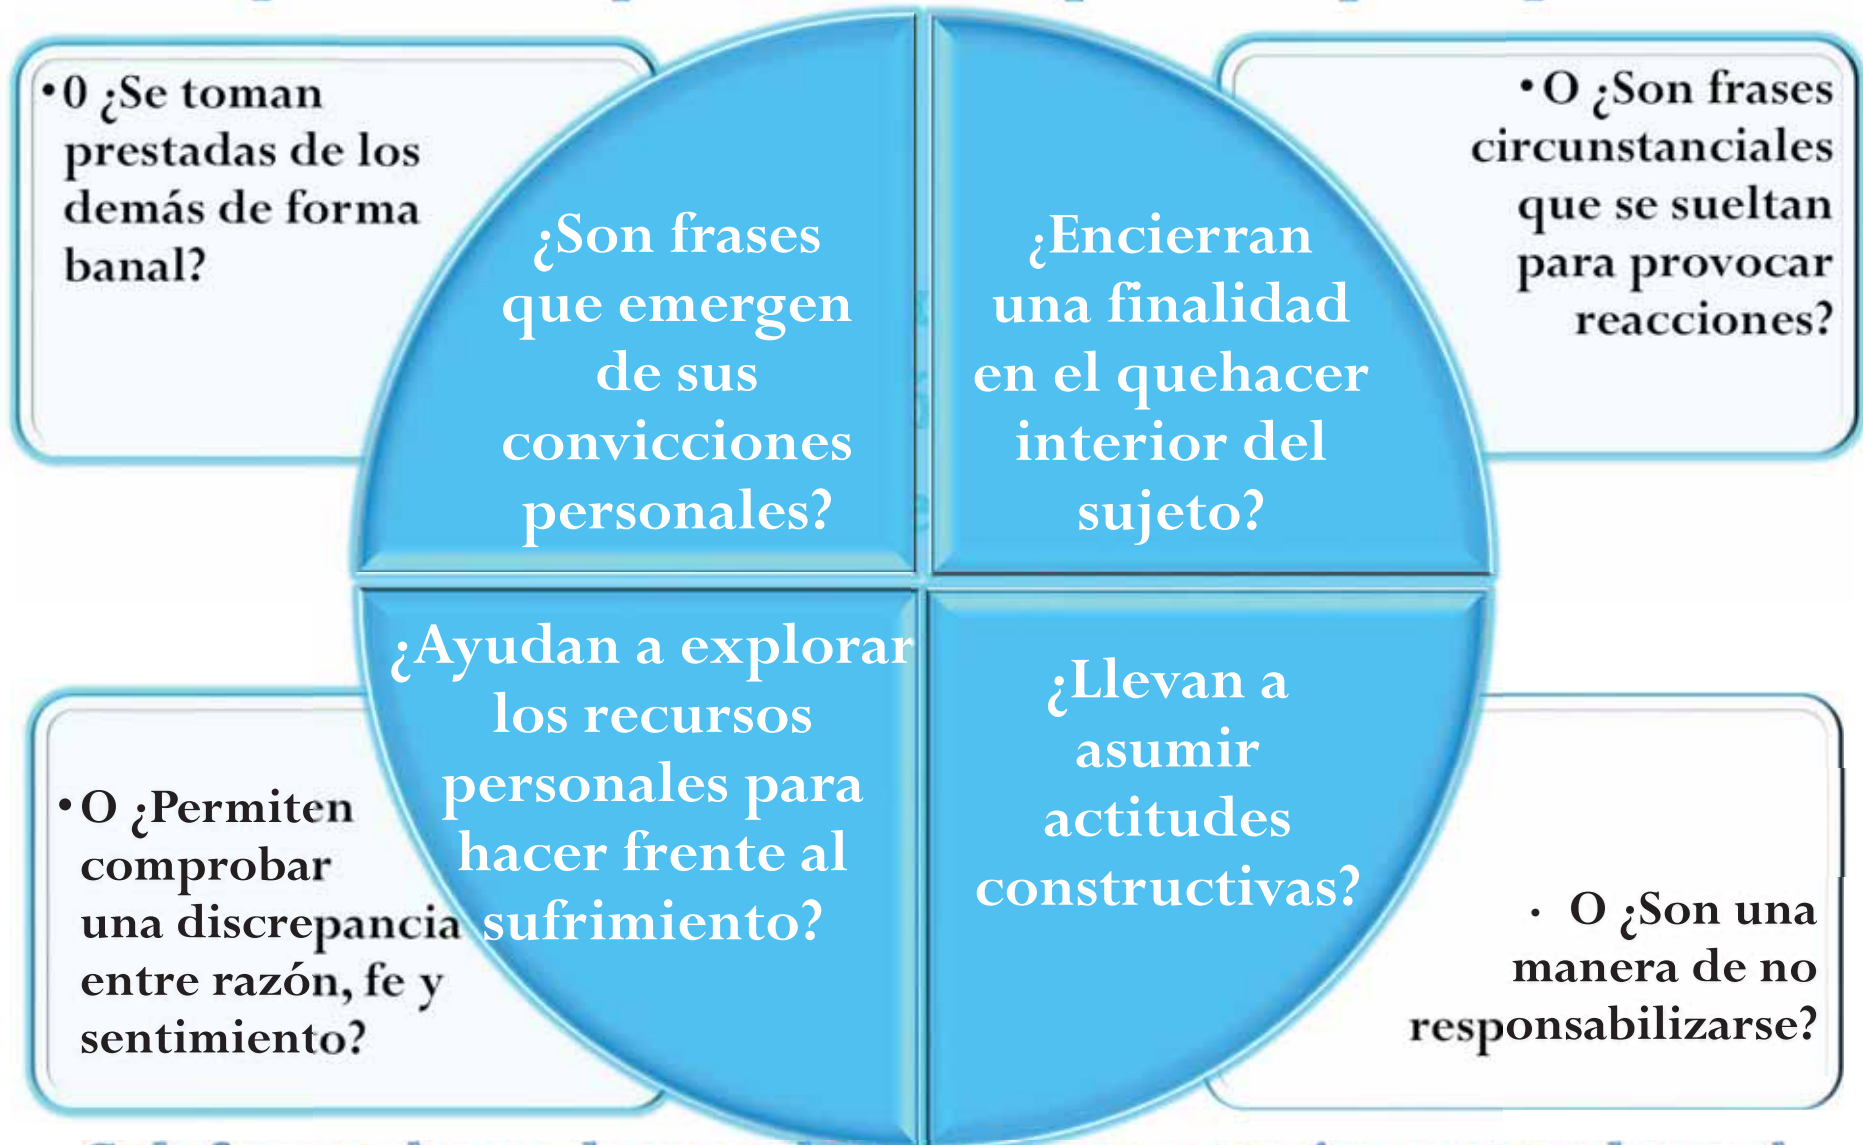 •0 ¿Se toman
prestadas de los
demás de forma
banal?
¿Son frases
que emergen
de sus
convicciones
personales?
¿Encierran
una finalidad
en el quehacer
interior del
sujeto?
•O ¿Son frases
circunstanciales
que se sueltan
para provocar
reacciones?
•O ¿Permiten
comprobar
una discrepancia
entre razón, fe y
sentimiento?
¿Ayudan a explorar
los recursos
personales para
hacer frente al
sufrimiento?
¿Llevan a
asumir
actitudes
constructivas?
· O ¿Son una
manera de no
responsabilizarse?